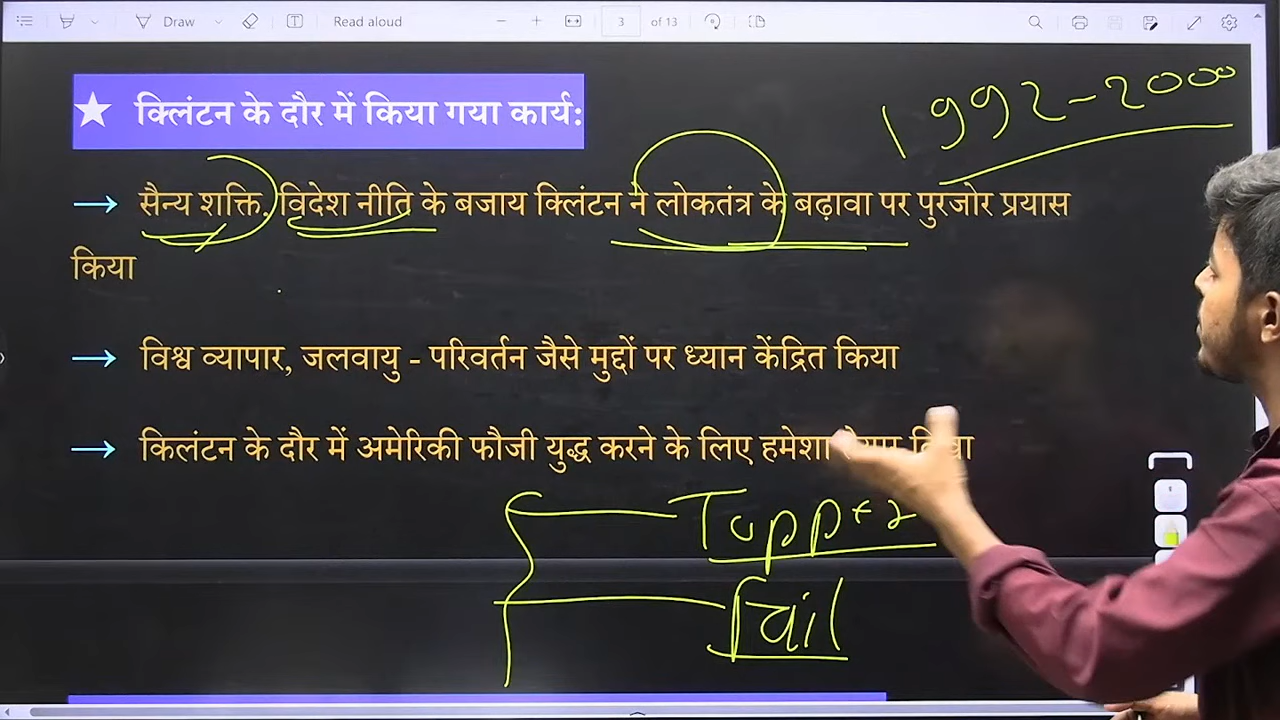 Draw
Read aloud
3 of 13
★ क्लिंटन के दौर में किया गया कार्य:
1992-2000
→ सैन्य शक्ति, विदेश नीति के बजाय क्लिंटन ने लोकतंत्र के बढ़ावा पर पुरजोर प्रयास
किया
→ विश्व व्यापार, जलवायु - परिवर्तन जैसे मुद्दों पर ध्यान केंद्रित किया
→ किलंटन के दौर में अमेरिकी फौजी युद्ध करने के लिए हमेशा
Topper
Fail